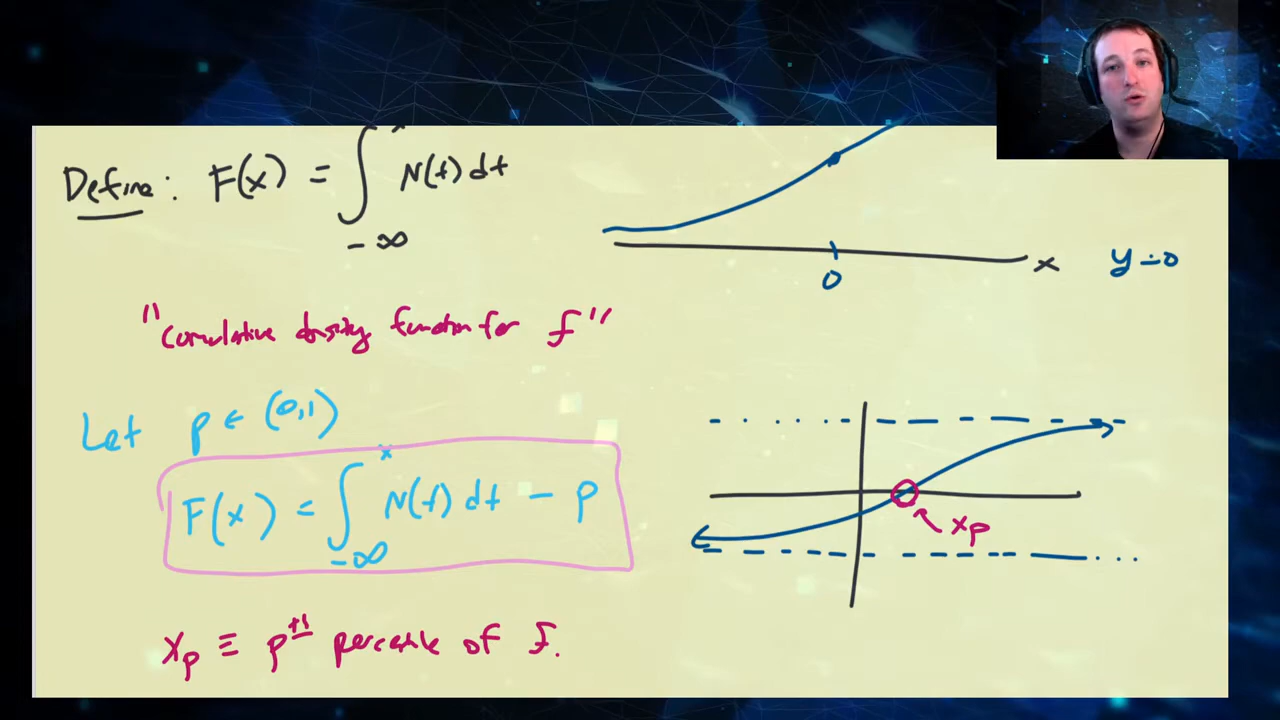 Define: F(x) = ∫_{-∞}^{x} N(t) dt
0
x
y=0
"cumulative density function for f"
Let p ∈ (0,1)
F(x) = ∫_{-∞}^{x} N(t) dt - p
x_p
x_p ≡ p^{th} percentile of f.